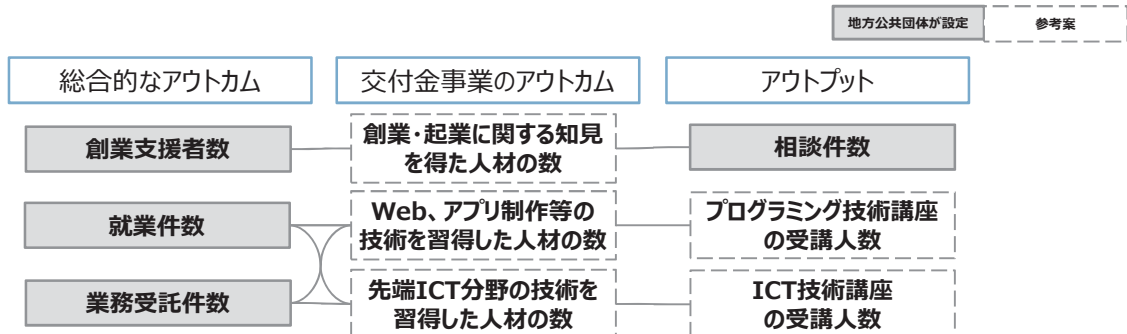 地方公共団体が設定
参考案
総合的なアウトカム
交付金事業のアウトカム
アウトプット
創業支援者数
創業・起業に関する知見
を得た人材の数
相談件数
就業件数
Web、アプリ制作等の
技術を習得した人材の数
プログラミング技術講座
の受講人数
業務受託件数
先端ICT分野の技術を
習得した人材の数
ICT技術講座
の受講人数